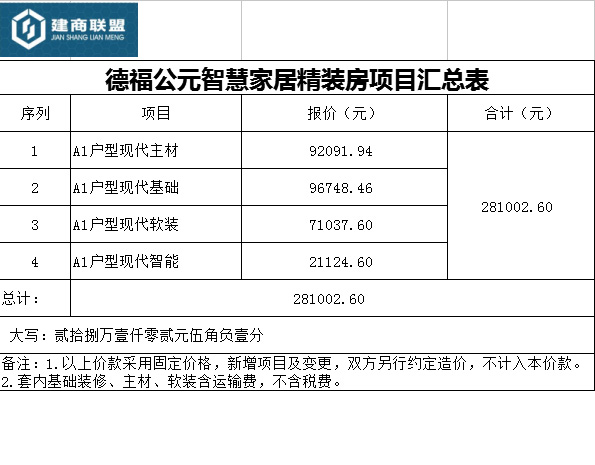 建商联盟
JIAN SHANG LIAN MENG
德福公元智慧家居精装房项目汇总表
序列 项目 报价（元） 合计（元）
1 A1户型现代主材 92091.94
2 A1户型现代基础 96748.46
281002.60
3 A1户型现代软装 71037.60
4 A1户型现代智能 21124.60
总计： 281002.60
大写：贰拾捌万壹仟零贰元伍角负壹分
备注：1.以上价款采用固定价格，新增项目及变更，双方另行约定造价，不计入本价款。
2.套内基础装修、主材、软装含运输费，不含税费。